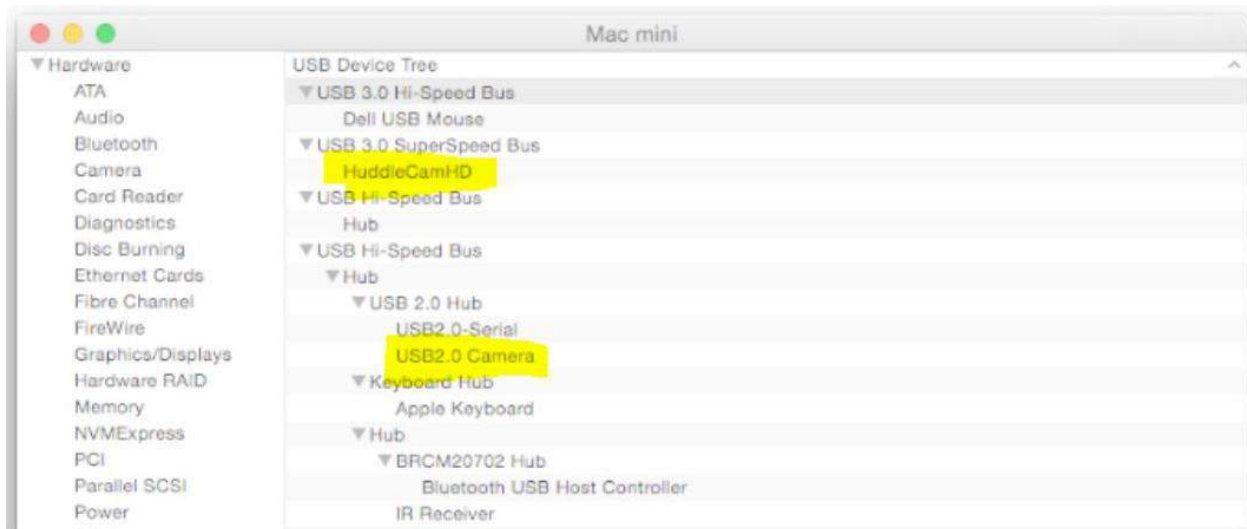 Mac mini
Hardware
ATA
Audio
Bluetooth
Camera
Card Reader
Diagnostics
Disc Burning
Ethernet Cards
Fibre Channel
FireWire
Graphics/Displays
Hardware RAID
Memory
NVMExpress
PCI
Parallel SCSI
Power
USB Device Tree
USB 3.0 Hi-Speed Bus
Dell USB Mouse
USB 3.0 SuperSpeed Bus
HuddleCamHD
USB Hi-Speed Bus
Hub
USB Hi-Speed Bus
Hub
USB 2.0 Hub
USB2.0-Serial
USB2.0 Camera
Keyboard Hub
Apple Keyboard
Hub
BRCM20702 Hub
Bluetooth USB Host Controller
IR Receiver